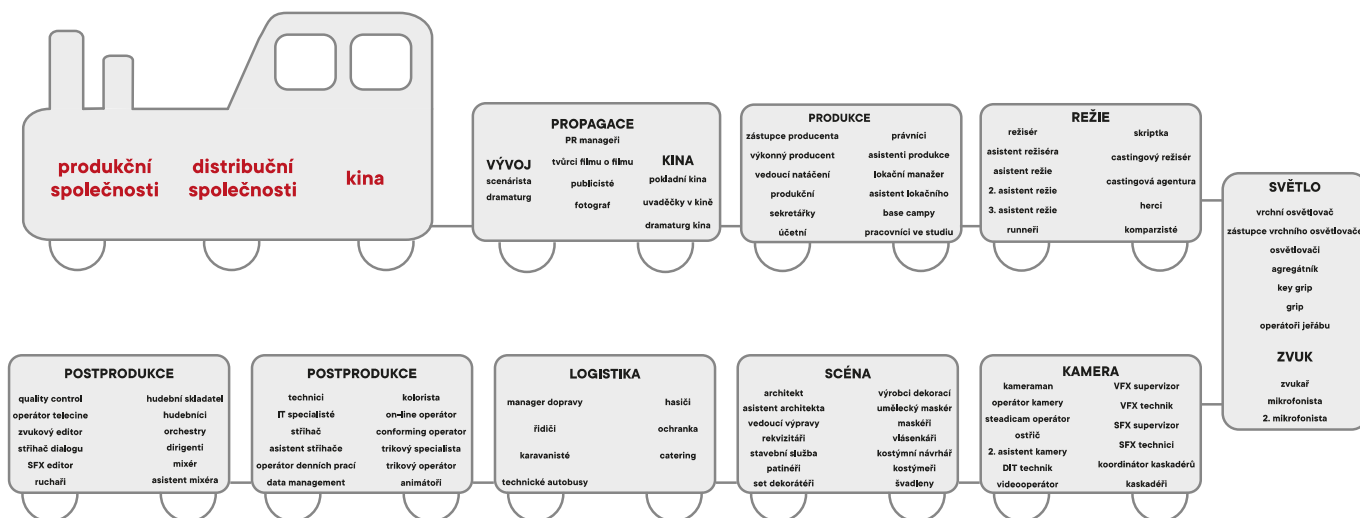 produkční
společnosti
distribuční
společnosti
kina
VÝVOJ
scenárista
dramaturg
PROPAGACE
PR manageři
tvůrci filmu o filmu
publicisté
fotograf
KINA
pokladní kina
uvaděčky v kině
dramaturg kina
PRODUKCE
zástupce producenta
výkonný producent
vedoucí natáčení
produkční
sekretářky
účetní
právníci
asistenti produkce
lokační manažer
asistent lokačního
base campy
pracovníci ve studiu
REŽIE
režisér
asistent režiséra
asistent režie
2. asistent režie
3. asistent režie
runneři
skriptka
castingový režisér
castingová agentura
herci
komparzisté
SVĚTLO
vrchní osvětlovač
zástupce vrchního osvětlovače
osvětlovači
agregátník
key grip
grip
operátoři jeřábu
ZVUK
zvukař
mikrofonista
2. mikrofonista
POSTPRODUKCE
quality control
operátor telecine
zvukový editor
střihač dialogu
SFX editor
ruchaři
hudební skladatel
hudebníci
orchestry
dirigenti
mixér
asistent mixéra
POSTPRODUKCE
technici
IT specialisté
střihač
asistent střihače
operátor denních prací
data management
kolorista
on-line operátor
conforming operator
trikový specialista
trikový operátor
animátoři
LOGISTIKA
manager dopravy
řidiči
karavanisté
technické autobusy
hasiči
ochranka
catering
SCÉNA
architekt
asistent architekta
vedoucí výpravy
rekvizitáři
stavební služba
patinéři
set dekorátéři
výrobci dekorací
umělecký maskér
maskéři
vlásenkáři
kostýmní návrhář
kostýmeři
švadleny
KAMERA
kameraman
operátor kamery
steadicam operátor
ostřič
2. asistent kamery
DIT technik
videooperátor
VFX supervizor
VFX technik
SFX supervizor
SFX technici
koordinátor kaskadérů
kaskadéři